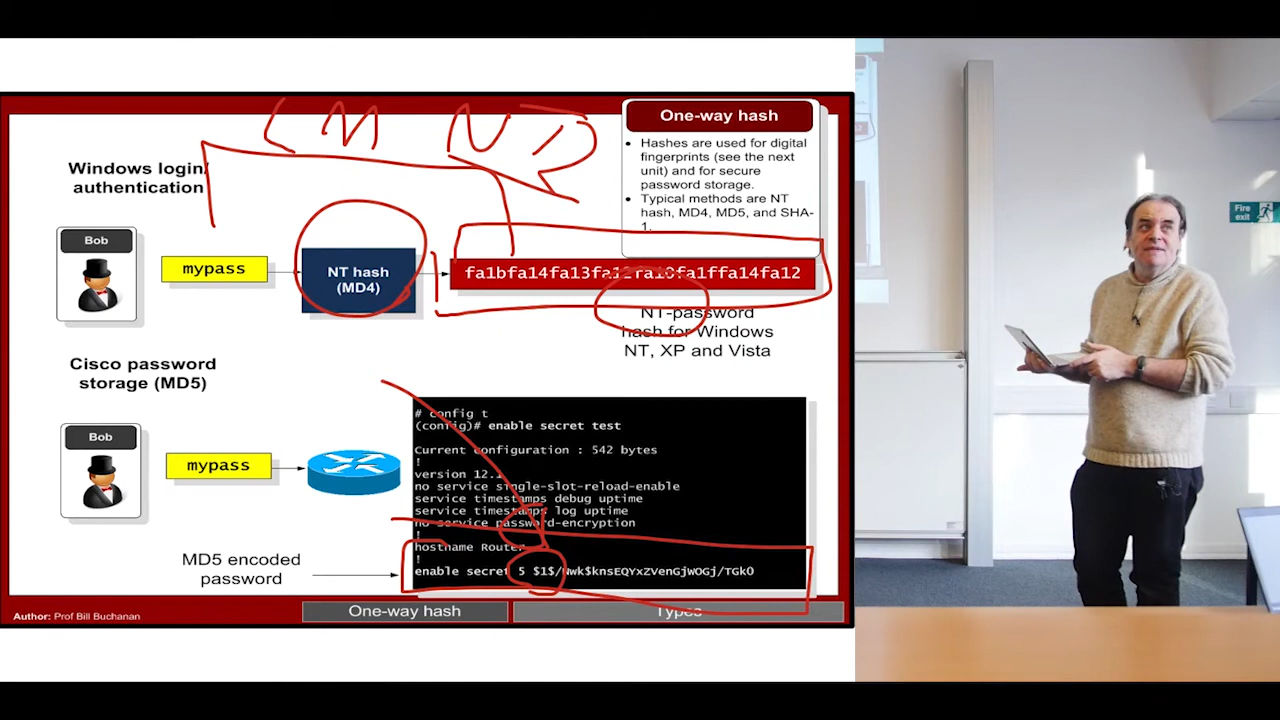 LM NT
One-way hash
Hashes are used for digital
fingerprints (see the next
unit) and for secure
password storage.
Typical methods are NT
hash, MD4, MD5, and SHA-
1.
Windows login/
authentication
Bob
mypass
NT hash
(MD4)
NT-password
hash for Windows
NT, XP and Vista
Cisco password
storage (MD5)
Bob
mypass
# config t
(config)# enable secret test
Current configuration : 542 bytes
!
version 12.1
no service single-slot-reload-enable
service timestamps debug uptime
service timestamps log uptime
no service password-encryption
!
hostname Router
!
enable secret 5
MD5 encoded
password
Author: Prof Bill Buchanan
One-way hash
Types
Fire
exit